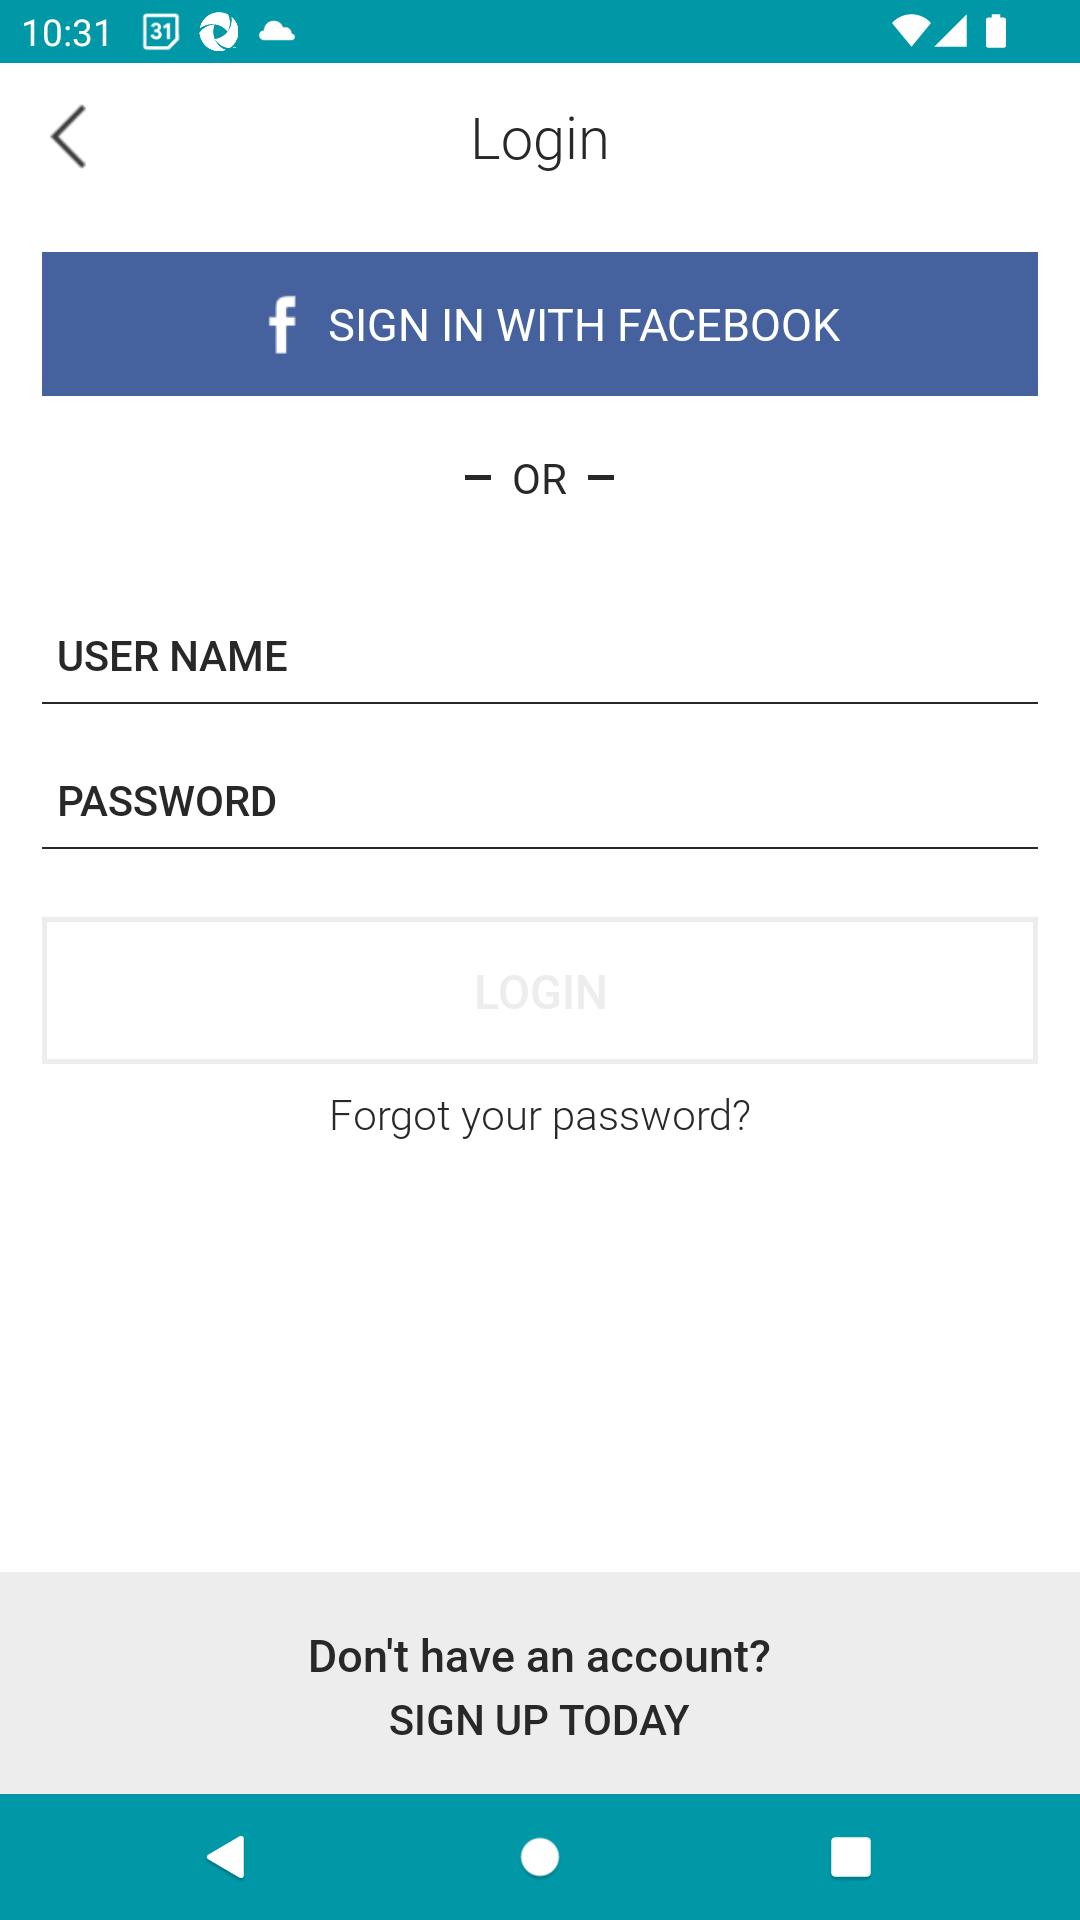 10:31 31
Login
f SIGN IN WITH FACEBOOK
– OR –
USER NAME
PASSWORD
LOGIN
Forgot your password?
Don't have an account?
SIGN UP TODAY